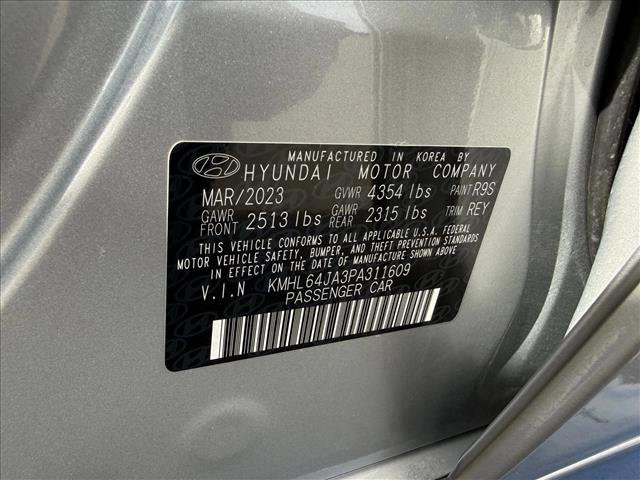 MANUFACTURED IN KOREA BY
HYUNDAI MOTOR COMPANY
MAR/2023 GVWR 4354 lbs PAINT R9S
GAWR FRONT 2513 lbs GAWR REAR 2315 lbs TRIM REY
THIS VEHICLE CONFORMS TO ALL APPLICABLE U.S.A. FEDERAL
MOTOR VEHICLE SAFETY, BUMPER, AND THEFT PREVENTION STANDARDS
IN EFFECT ON THE DATE OF MANUFACTURE SHOWN ABOVE.
V.I.N KMHL64JA3PA311609
PASSENGER CAR